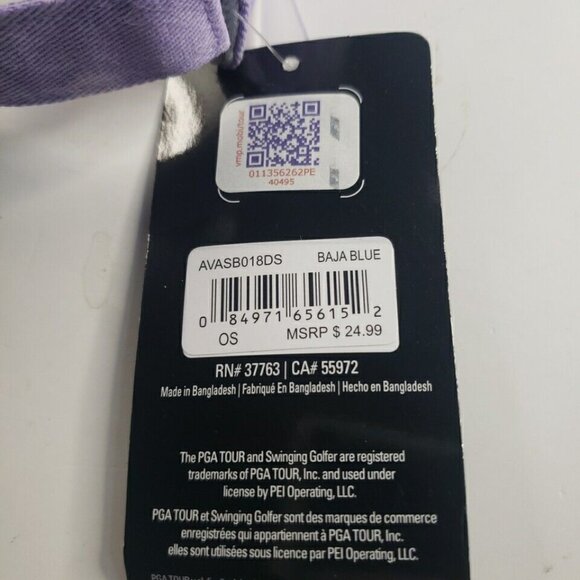 vmp.mobi/tour
011356262PE
40495
AVASB018DS BAJA BLUE
0 84971 65615 2
OS MSRP $ 24.99
RN# 37763 | CA# 55972
Made in Bangladesh | Fabriqué En Bangladesh | Hecho en Bangladesh
The PGA TOUR and Swinging Golfer are registered
trademarks of PGA TOUR, Inc. and used under
license by PEI Operating, LLC.
PGA TOUR et Swinging Golfer sont des marques de commerce
enregistrées qui appartiennent à PGA TOUR, Inc.
elles sont utilisées sous licence par PEI Operating, LLC.